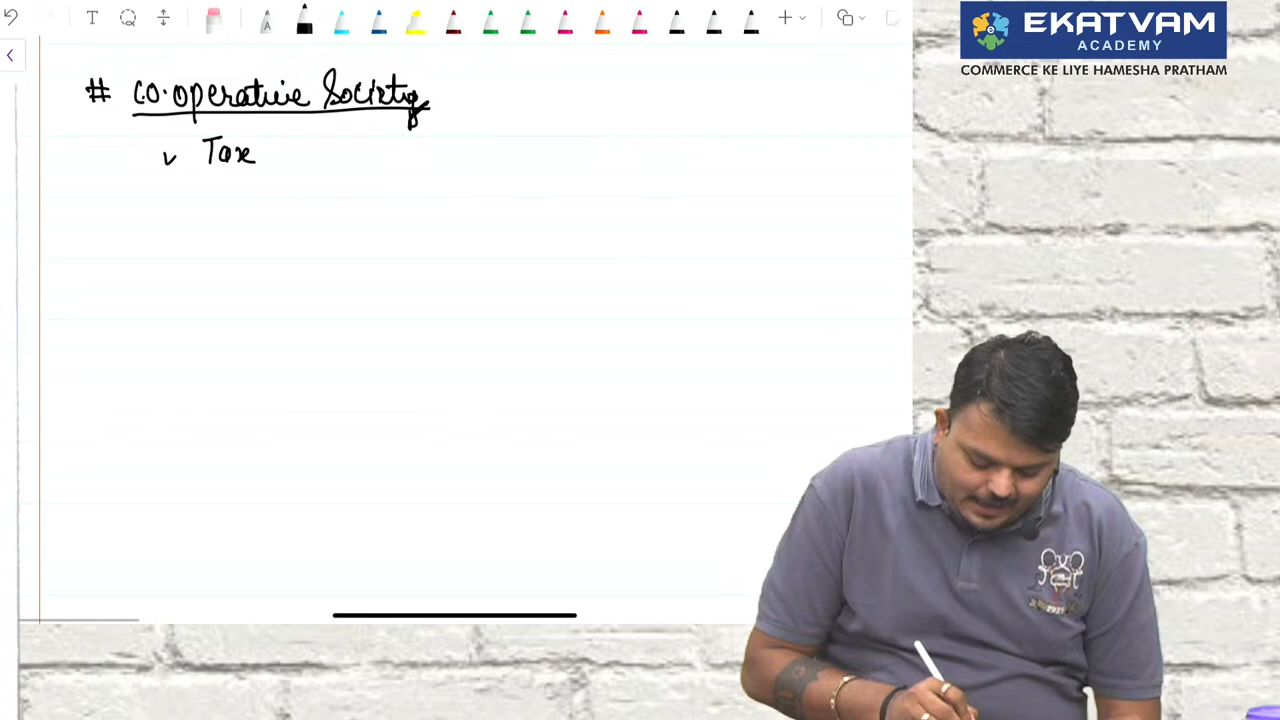 EKATVAM
ACADEMY
COMMERCE KE LIYE HAMESHA PRATHAM
# Co.operative Society
✓ Tax